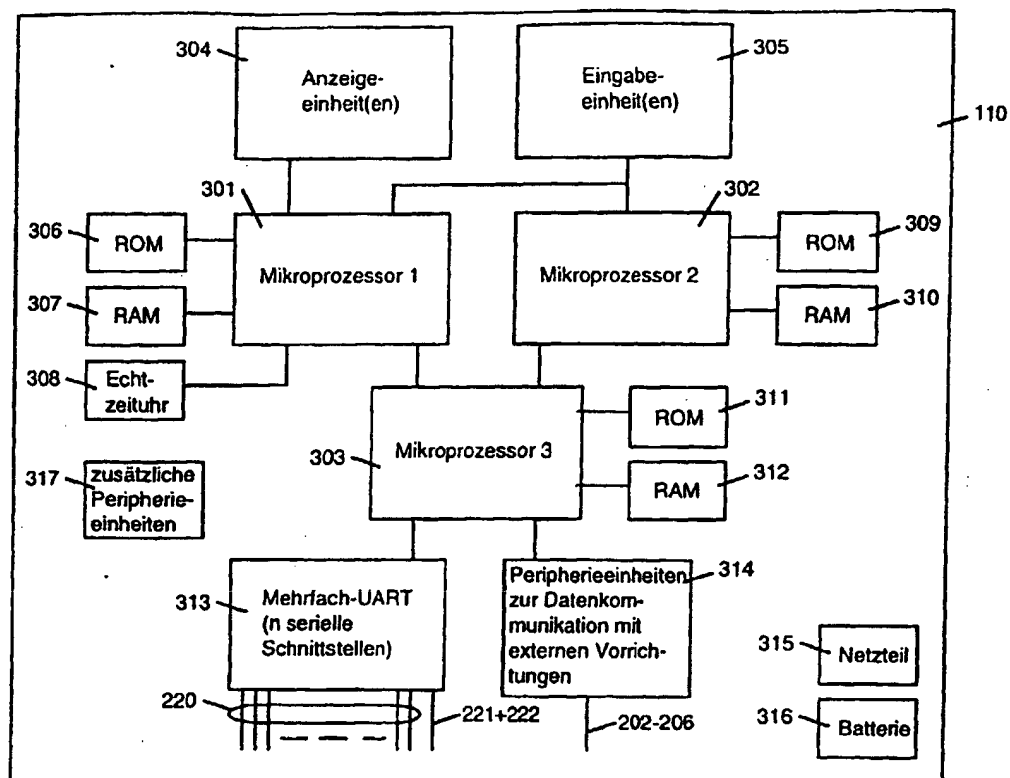 304
Anzeige-
einheit(en)
305
Eingabe-
einheit(en)
110
301
302
306
ROM
Mikroprozessor 1
Mikroprozessor 2
ROM
309
307
RAM
RAM
310
308
Echt-
zeituhr
303
Mikroprozessor 3
ROM
311
RAM
312
317
zusätzliche
Peripherie-
einheiten
313
Mehrfach-UART
(n serielle
Schnittstellen)
Peripherieeinheiten
zur Datenkom-
munikation mit
externen Vorrich-
tungen
314
315
Netzteil
316
Batterie
220
221+222
202-206